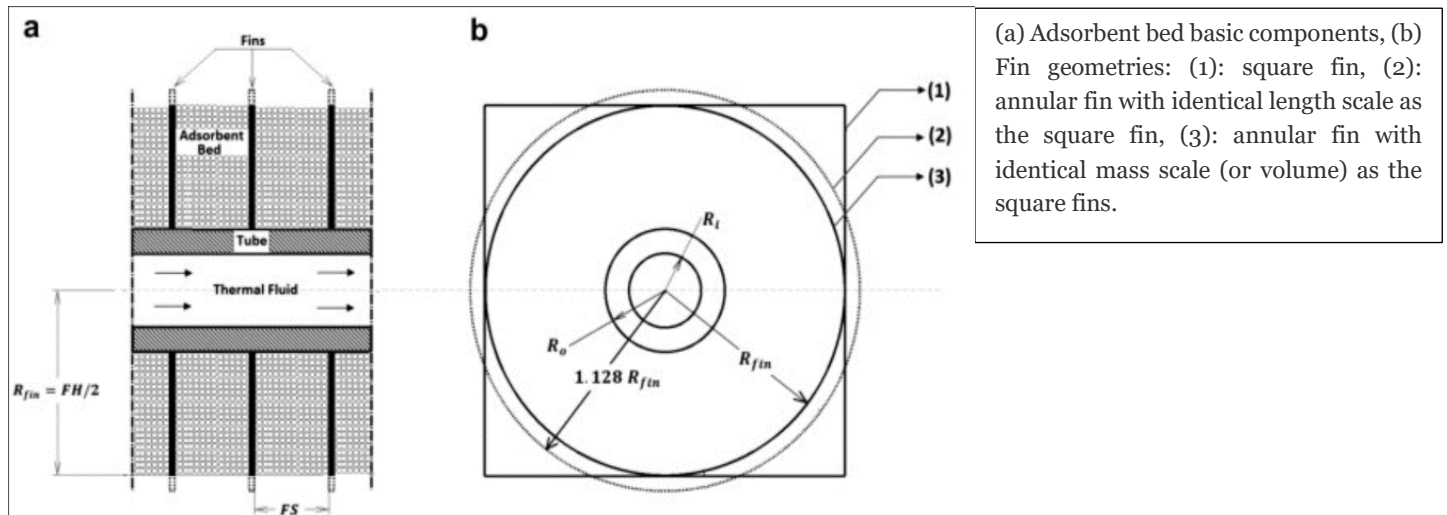 a
Fins
Adsorbent
Bed
Tube
Thermal Fluid
R_fin = FH/2
FS
b
(1)
(2)
(3)
R_i
R_o
R_fin
1.128 R_fin
(a) Adsorbent bed basic components, (b)
Fin geometries: (1): square fin, (2):
annular fin with identical length scale as
the square fin, (3): annular fin with
identical mass scale (or volume) as the
square fins.